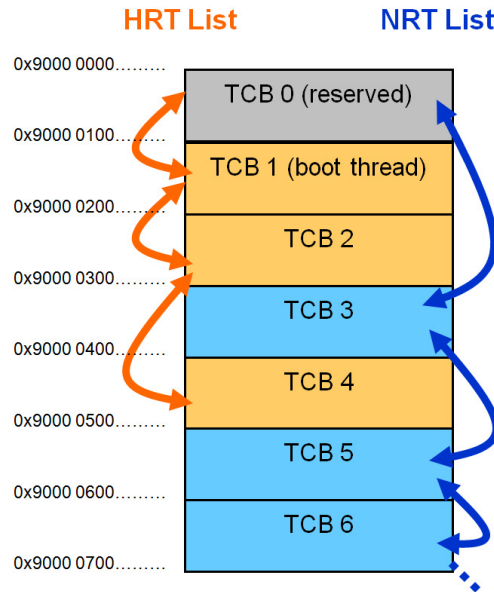 HRT List NRT List
0x9000 0000.........
TCB 0 (reserved)
0x9000 0100.........
TCB 1 (boot thread)
0x9000 0200.........
TCB 2
0x9000 0300.........
TCB 3
0x9000 0400.........
TCB 4
0x9000 0500.........
TCB 5
0x9000 0600.........
TCB 6
0x9000 0700.........